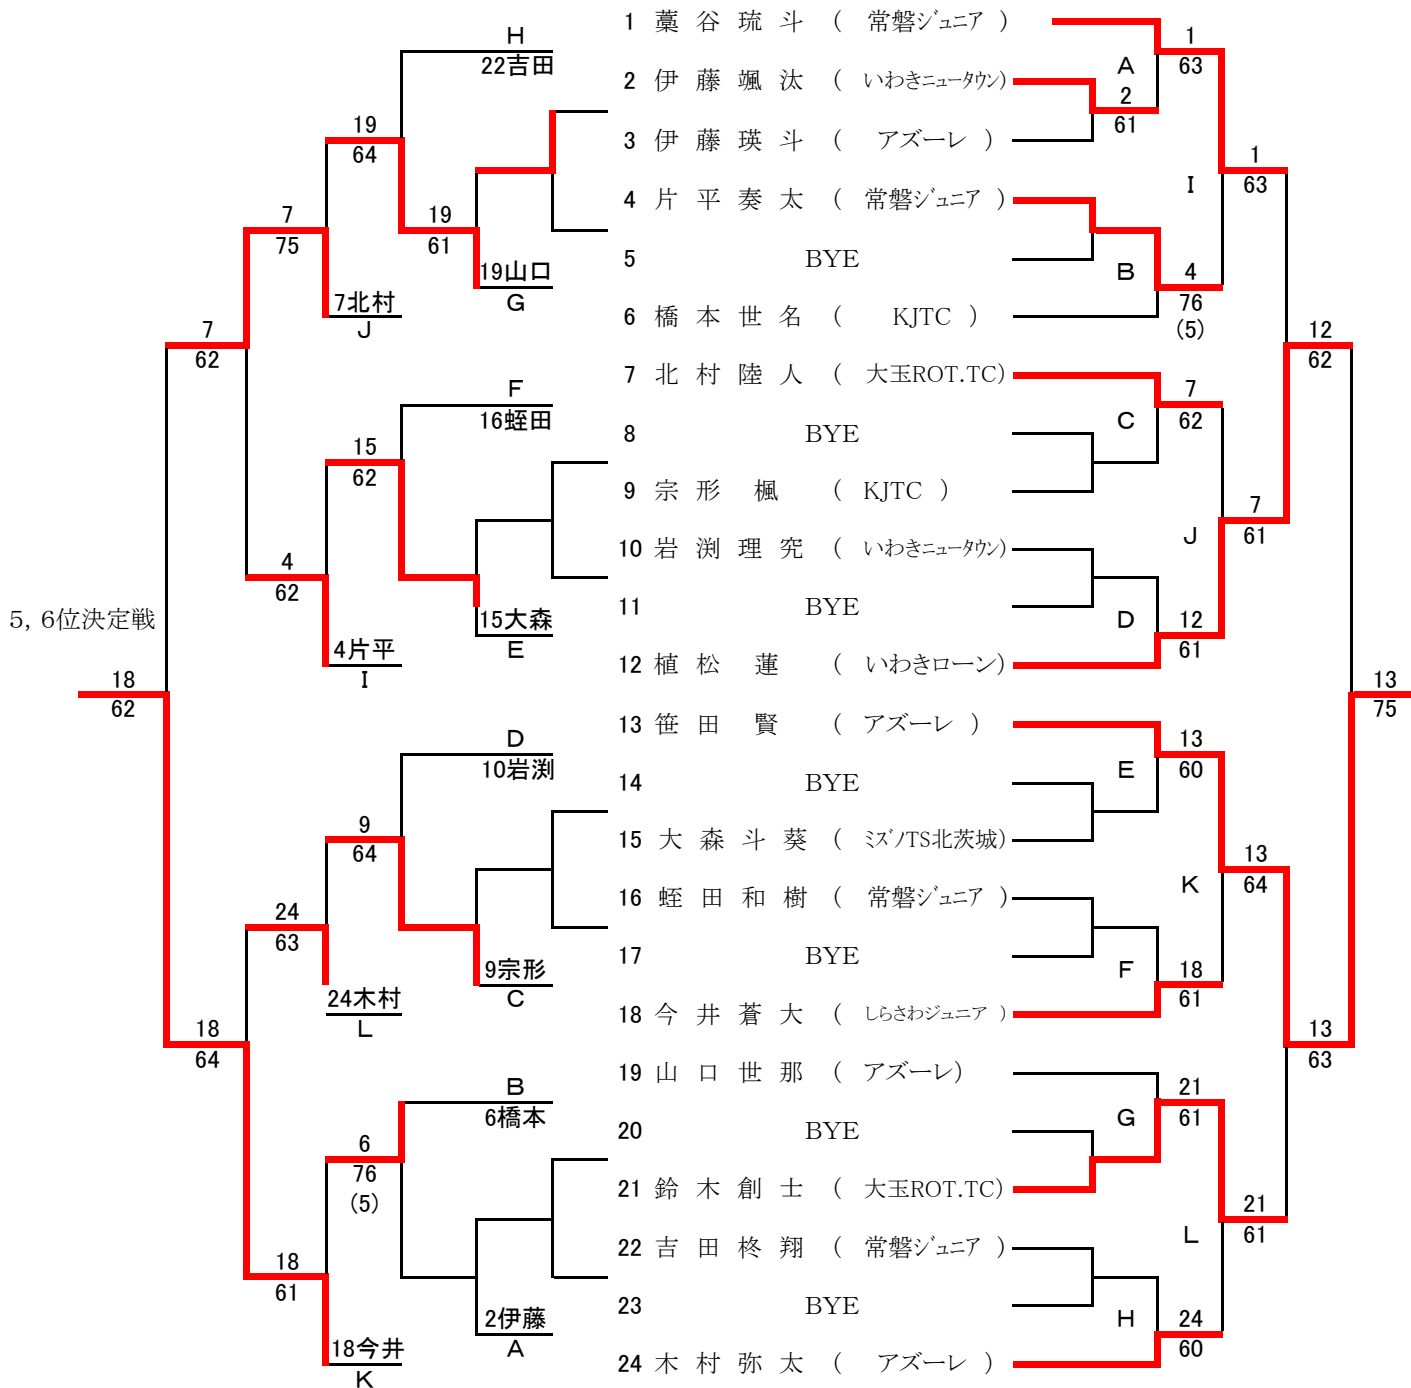 1 藁谷琉斗 ( 常磐ジュニア )
2 伊藤颯汰 ( いわきニュータウン)
3 伊藤瑛斗 ( アズーレ )
4 片平奏太 ( 常磐ジュニア )
5 BYE
6 橋本世名 ( KJTC )
7 北村陸人 ( 大玉ROT.TC)
8 BYE
9 宗形 楓 ( KJTC )
10 岩渕理究 ( いわきニュータウン)
11 BYE
12 植松 蓮 ( いわきローン)
13 笹田 賢 ( アズーレ )
14 BYE
15 大森斗葵 ( ミズノTS北茨城)
16 蛭田和樹 ( 常磐ジュニア )
17 BYE
18 今井蒼大 ( しらさわジュニア )
19 山口世那 ( アズーレ)
20 BYE
21 鈴木創士 ( 大玉ROT.TC)
22 吉田柊翔 ( 常磐ジュニア )
23 BYE
24 木村弥太 ( アズーレ )
A
1
63
2
61
I
1
63
B
4
76
(5)
12
62
C
7
62
J
7
61
D
12
61
13
75
E
13
60
K
13
64
F
18
61
13
63
G
21
61
L
21
61
H
24
60
H
22吉田
19
64
19
61
19山口
G
7
75
7北村
J
7
62
F
16蛭田
15
62
15大森
E
4
62
4片平
I
5, 6位決定戦
18
62
D
10岩渕
9
64
9宗形
C
24
63
24木村
L
18
64
B
6橋本
6
76
(5)
2伊藤
A
18
61
18今井
K